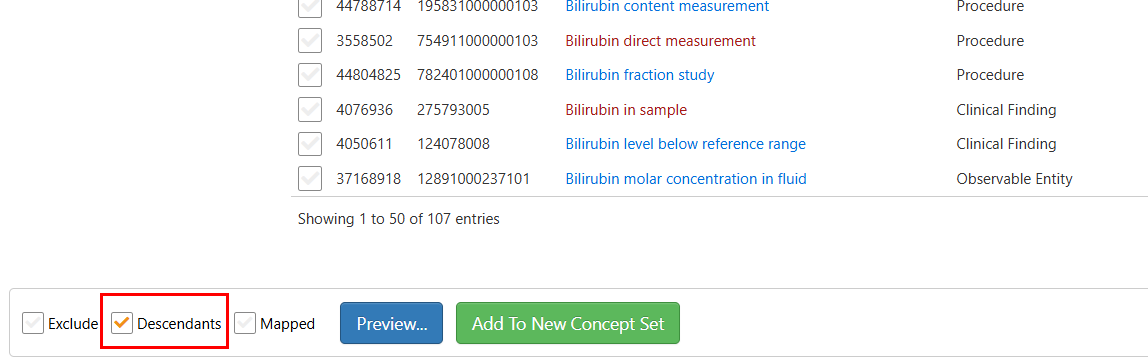 44788714 195831000000103 Bilirubin content measurement Procedure
3558502 754911000000103 Bilirubin direct measurement Procedure
44804825 782401000000108 Bilirubin fraction study Procedure
4076936 275793005 Bilirubin in sample Clinical Finding
4050611 124078008 Bilirubin level below reference range Clinical Finding
37168918 12891000237101 Bilirubin molar concentration in fluid Observable Entity
Showing 1 to 50 of 107 entries
Exclude Descendants Mapped Preview... Add To New Concept Set